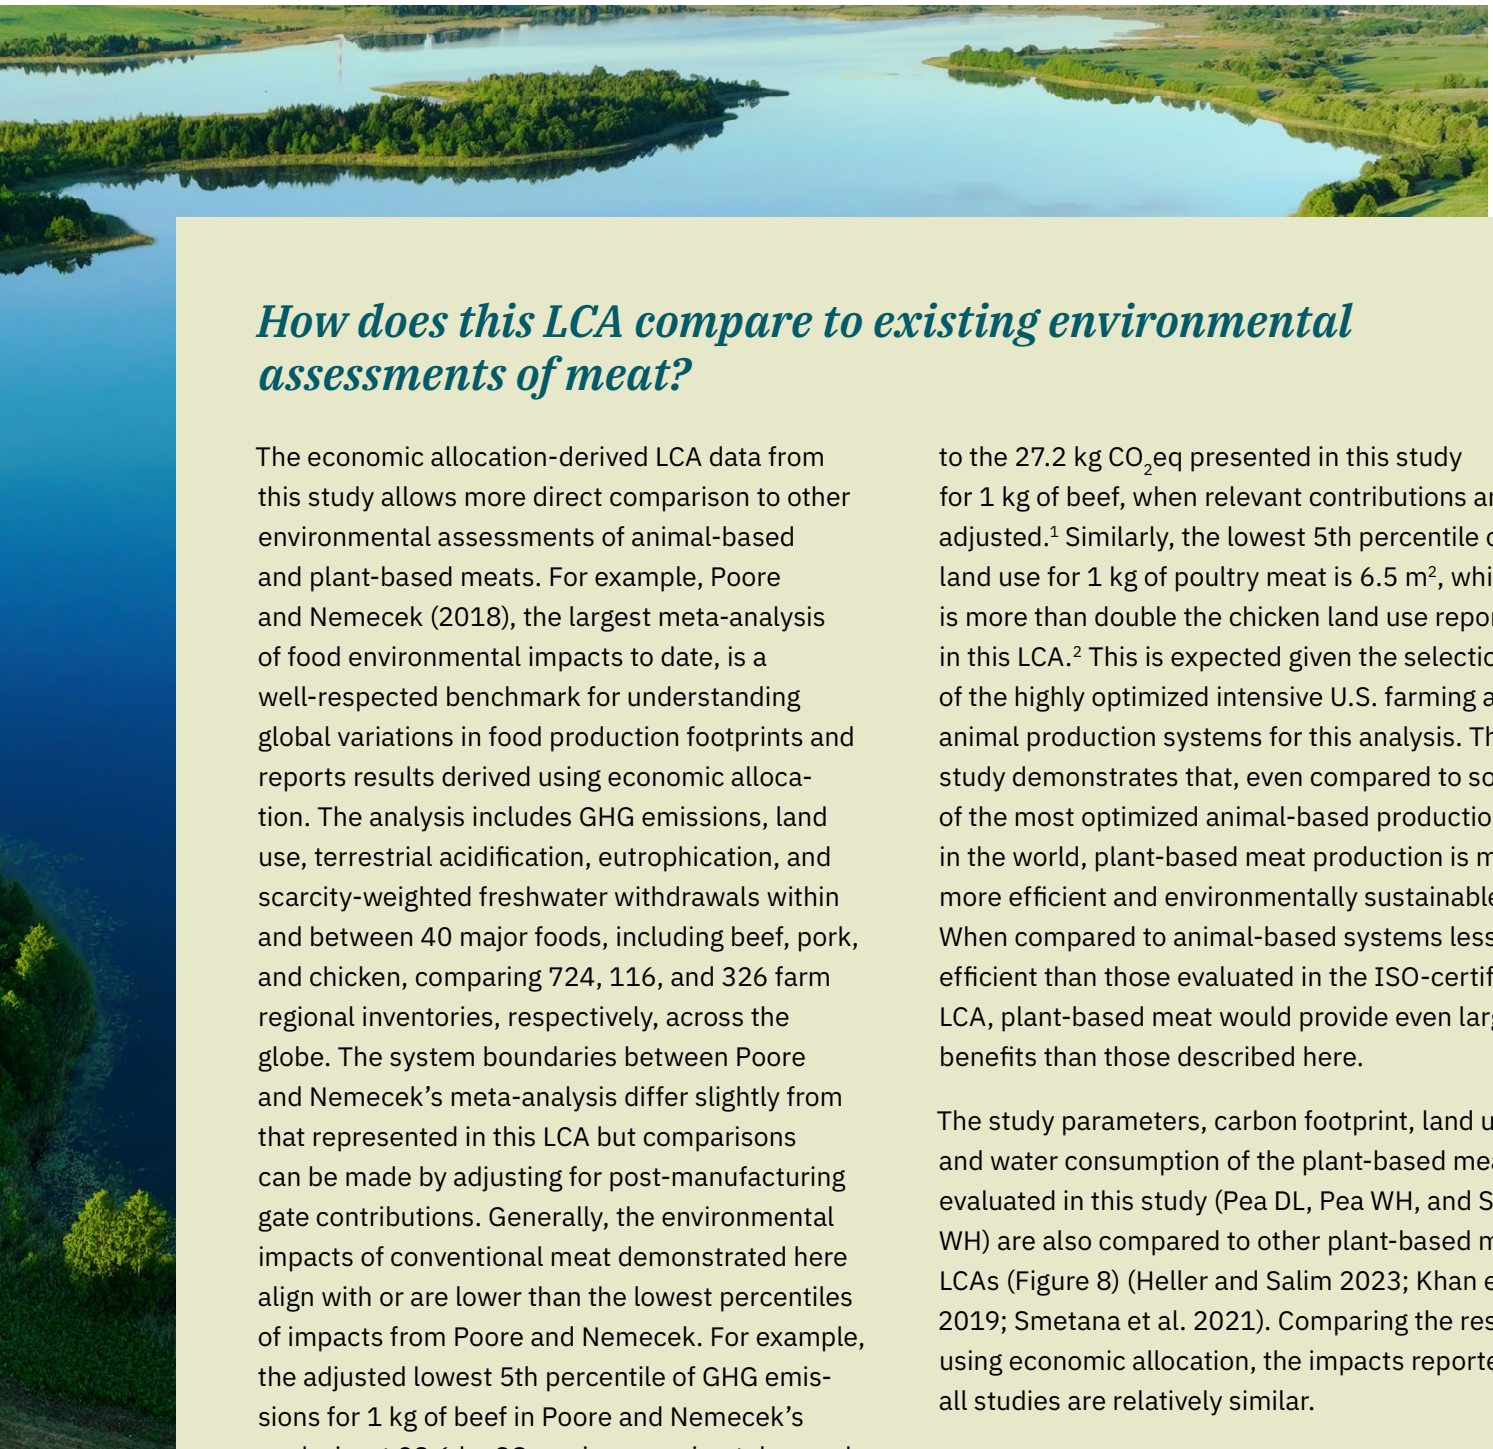 How does this LCA compare to existing environmental
assessments of meat?
The economic allocation-derived LCA data from
this study allows more direct comparison to other
environmental assessments of animal-based
and plant-based meats. For example, Poore
and Nemecek (2018), the largest meta-analysis
of food environmental impacts to date, is a
well-respected benchmark for understanding
global variations in food production footprints and
reports results derived using economic alloca-
tion. The analysis includes GHG emissions, land
use, terrestrial acidification, eutrophication, and
scarcity-weighted freshwater withdrawals within
and between 40 major foods, including beef, pork,
and chicken, comparing 724, 116, and 326 farm
regional inventories, respectively, across the
globe. The system boundaries between Poore
and Nemecek’s meta-analysis differ slightly from
that represented in this LCA but comparisons
can be made by adjusting for post-manufacturing
gate contributions. Generally, the environmental
impacts of conventional meat demonstrated here
align with or are lower than the lowest percentiles
of impacts from Poore and Nemecek. For example,
the adjusted lowest 5th percentile of GHG emis-
sions for 1 kg of beef in Poore and Nemecek’s
to the 27.2 kg CO₂eq presented in this study
for 1 kg of beef, when relevant contributions
adjusted.¹ Similarly, the lowest 5th percentile
land use for 1 kg of poultry meat is 6.5 m²,
is more than double the chicken land use
in this LCA.² This is expected given the
of the highly optimized intensive U.S. farming
animal production systems for this analysis.
study demonstrates that, even compared to
of the most optimized animal-based
in the world, plant-based meat production is
more efficient and environmentally sustainable
When compared to animal-based systems less
efficient than those evaluated in the
LCA, plant-based meat would provide even
benefits than those described here.
The study parameters, carbon footprint, land
and water consumption of the plant-based
evaluated in this study (Pea DL, Pea WH, and
WH) are also compared to other plant-based
LCAs (Figure 8) (Heller and Salim 2023; Khan
2019; Smetana et al. 2021). Comparing the
using economic allocation, the impacts
all studies are relatively similar.